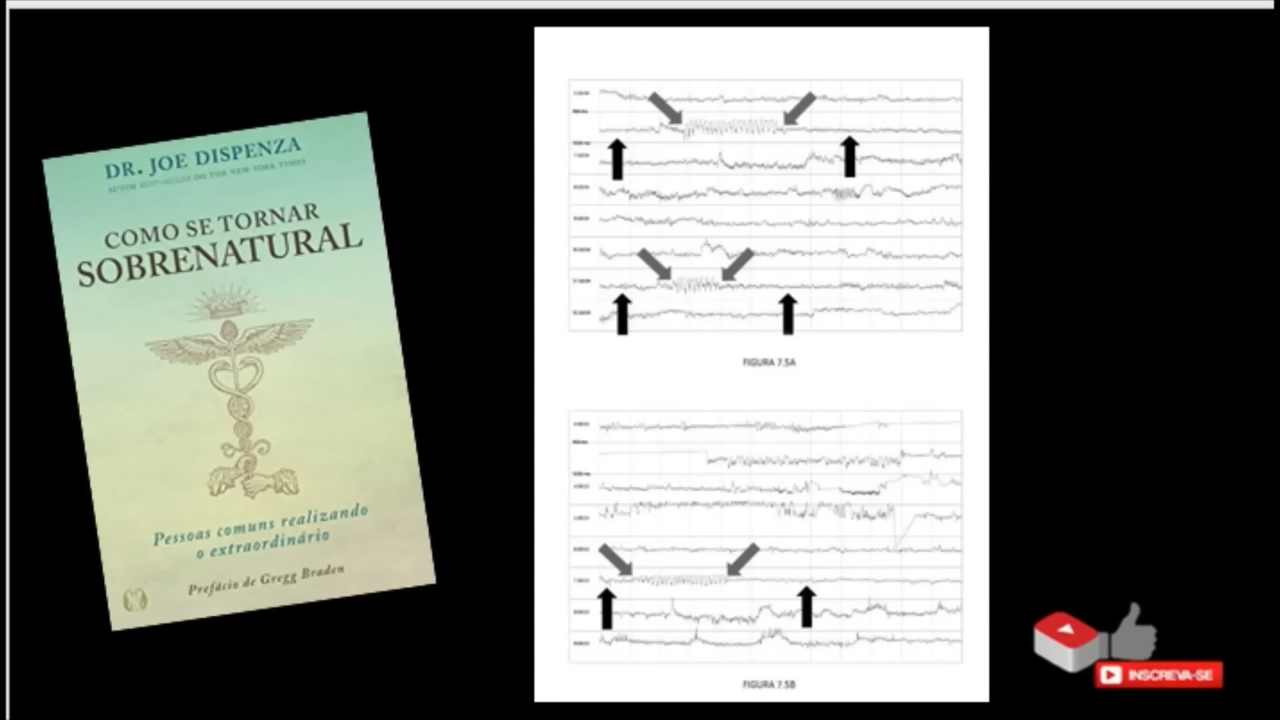 DR. JOE DISPENZA
AUTOR BEST-SELLER DO THE NEW YORK TIMES
COMO SE TORNAR
SOBRENATURAL
Pessoas comuns realizando
o extraordinário
Prefácio de Gregg Braden
FIGURA 7.5A
FIGURA 7.5B
INSCREVA-SE